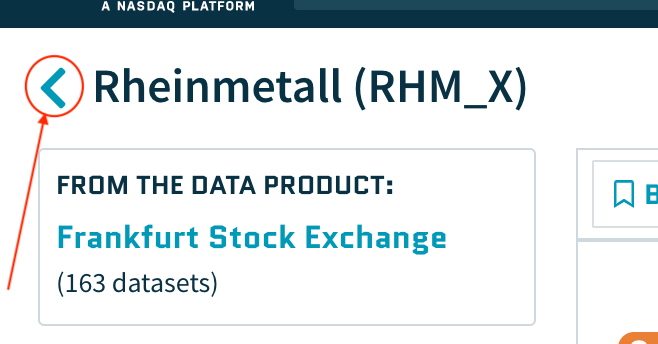 A NASDAQ PLATFORM
Rheinmetall (RHM_X)
FROM THE DATA PRODUCT:
Frankfurt Stock Exchange
(163 datasets)